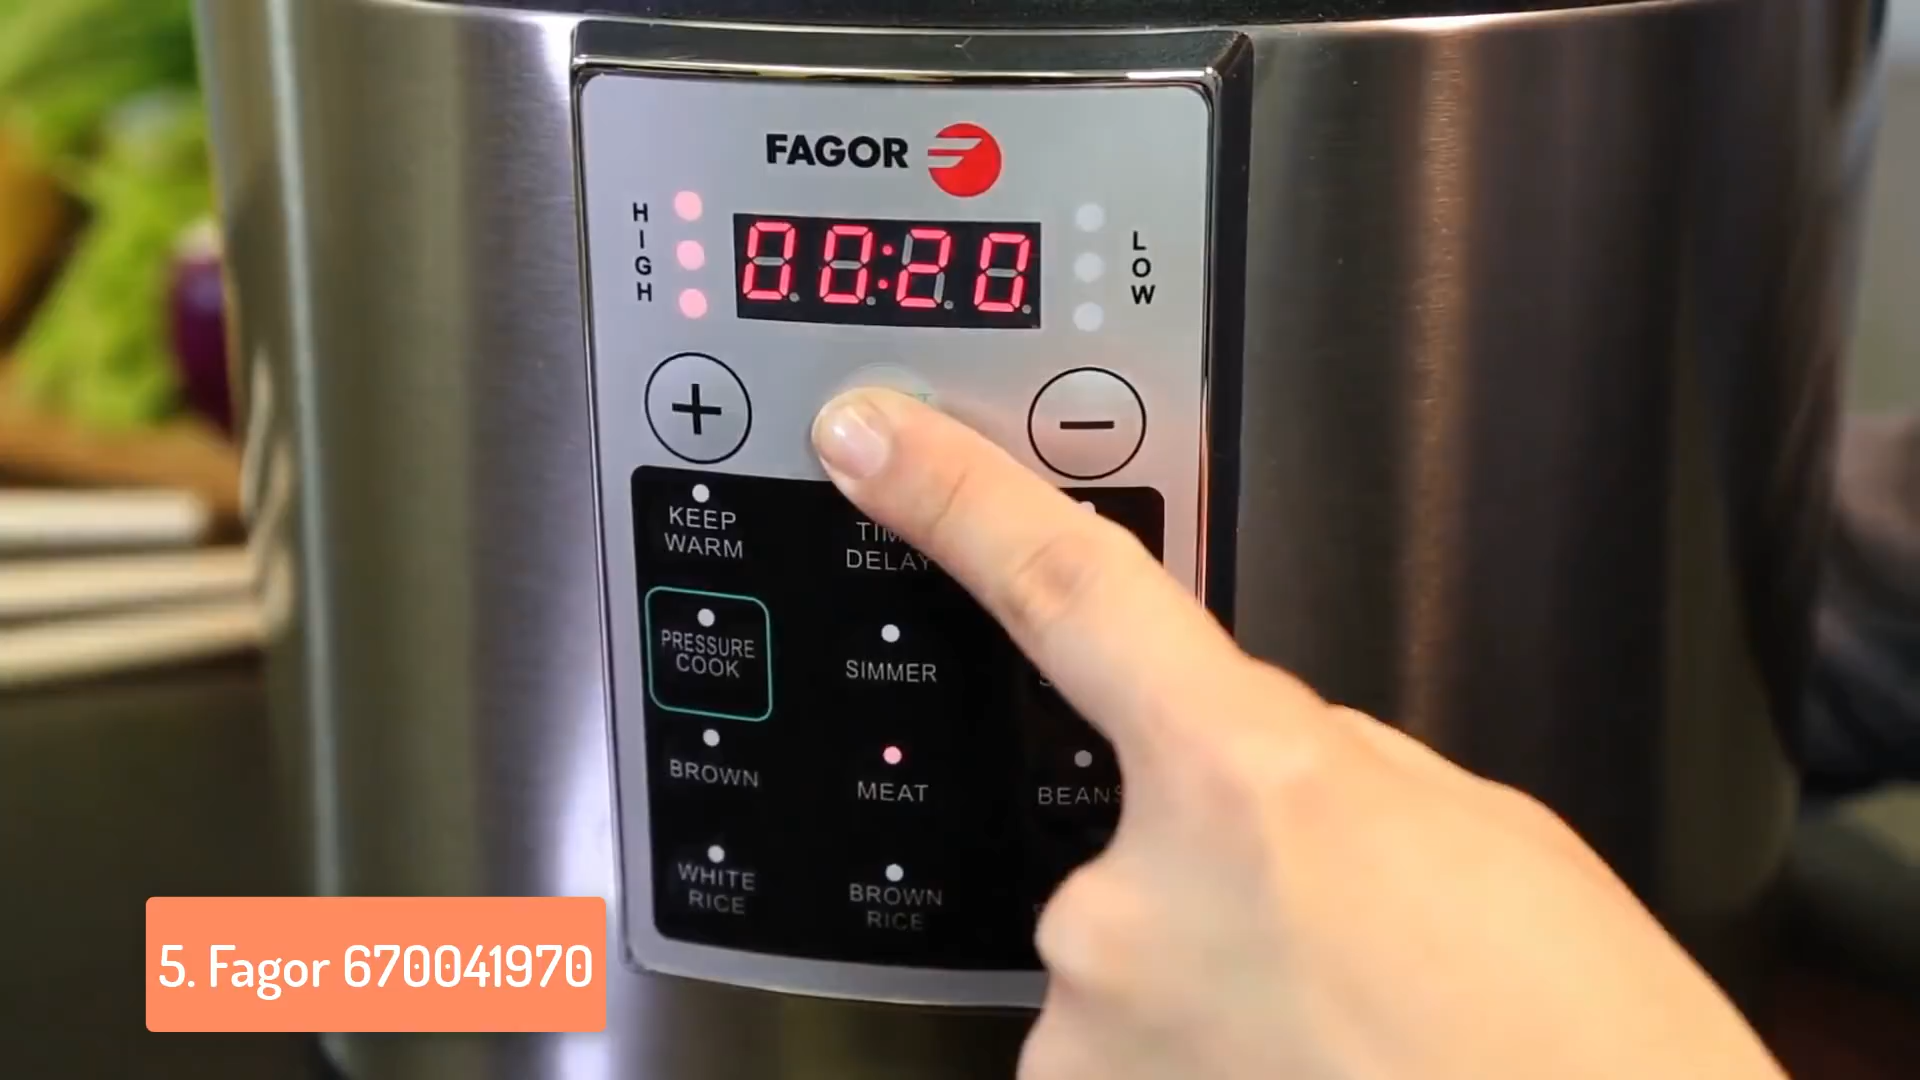 FAGOR
HIGH
00:20
LOW
+
−
KEEP
WARM
DELAY
PRESSURE
COOK
SIMMER
BROWN
MEAT
BEANS
WHITE
RICE
BROWN
RICE
5. Fagor 670041970